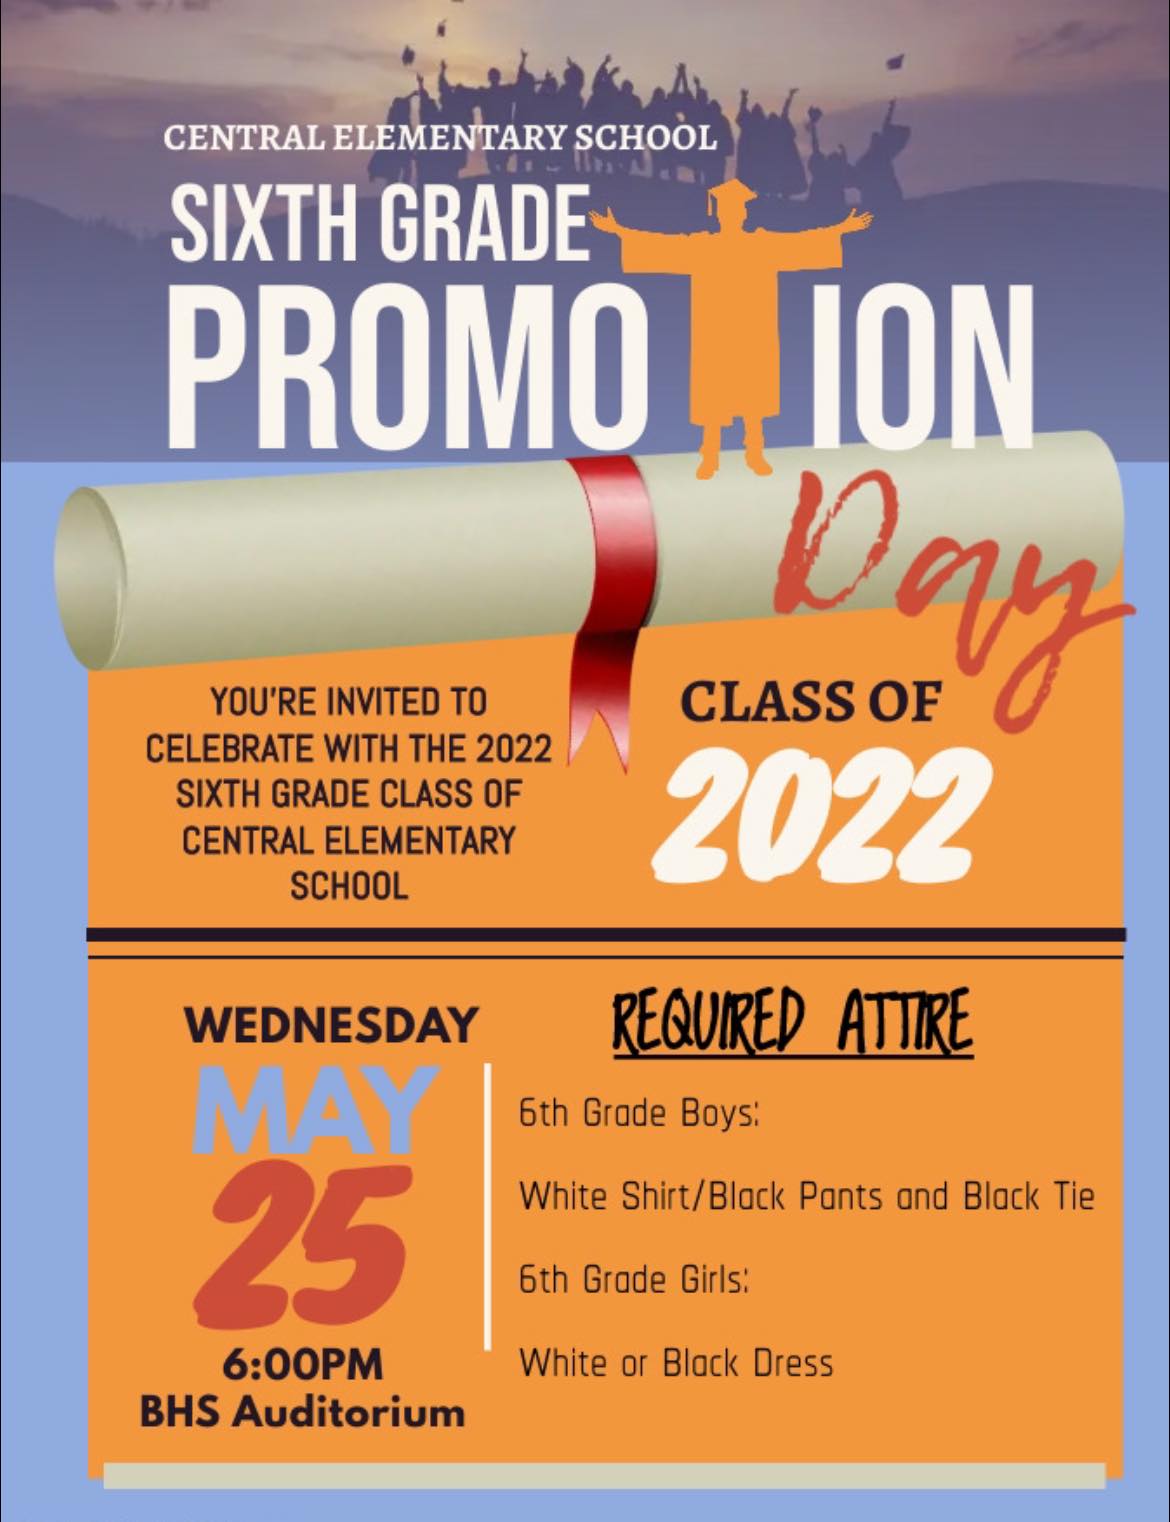 CENTRAL ELEMENTARY SCHOOL
SIXTH GRADE
PROMOTION
Day
YOU'RE INVITED TO
CELEBRATE WITH THE 2022
SIXTH GRADE CLASS OF
CENTRAL ELEMENTARY
SCHOOL
CLASS OF
2022
WEDNESDAY
MAY
25
6:00PM
BHS Auditorium
REQUIRED ATTIRE
6th Grade Boys:
White Shirt/Black Pants and Black Tie
6th Grade Girls:
White or Black Dress